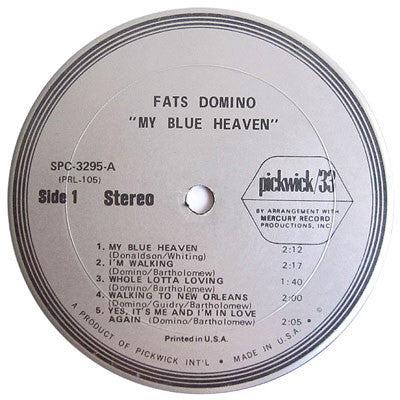 FATS DOMINO
"MY BLUE HEAVEN"
SPC-3295-A
(PRL-105)
Side 1 Stereo
pickwick/33
BY ARRANGEMENT WITH
MERCURY RECORD
PRODUCTIONS, INC.
1. MY BLUE HEAVEN 2:12
(Donaldson/Whiting)
2. I'M WALKING 2:17
(Domino/Bartholomew)
3. WHOLE LOTTA LOVING 1:40
(Domino/Bartholomew)
4. WALKING TO NEW ORLEANS 2:00
(Domino/Guidry/Bartholomew)
5. YES, IT'S ME AND I'M IN LOVE
AGAIN (Domino/Bartholomew) 2:05
Printed in U.S.A.
A PRODUCT OF PICKWICK INT'L • MADE IN U.S.A. •